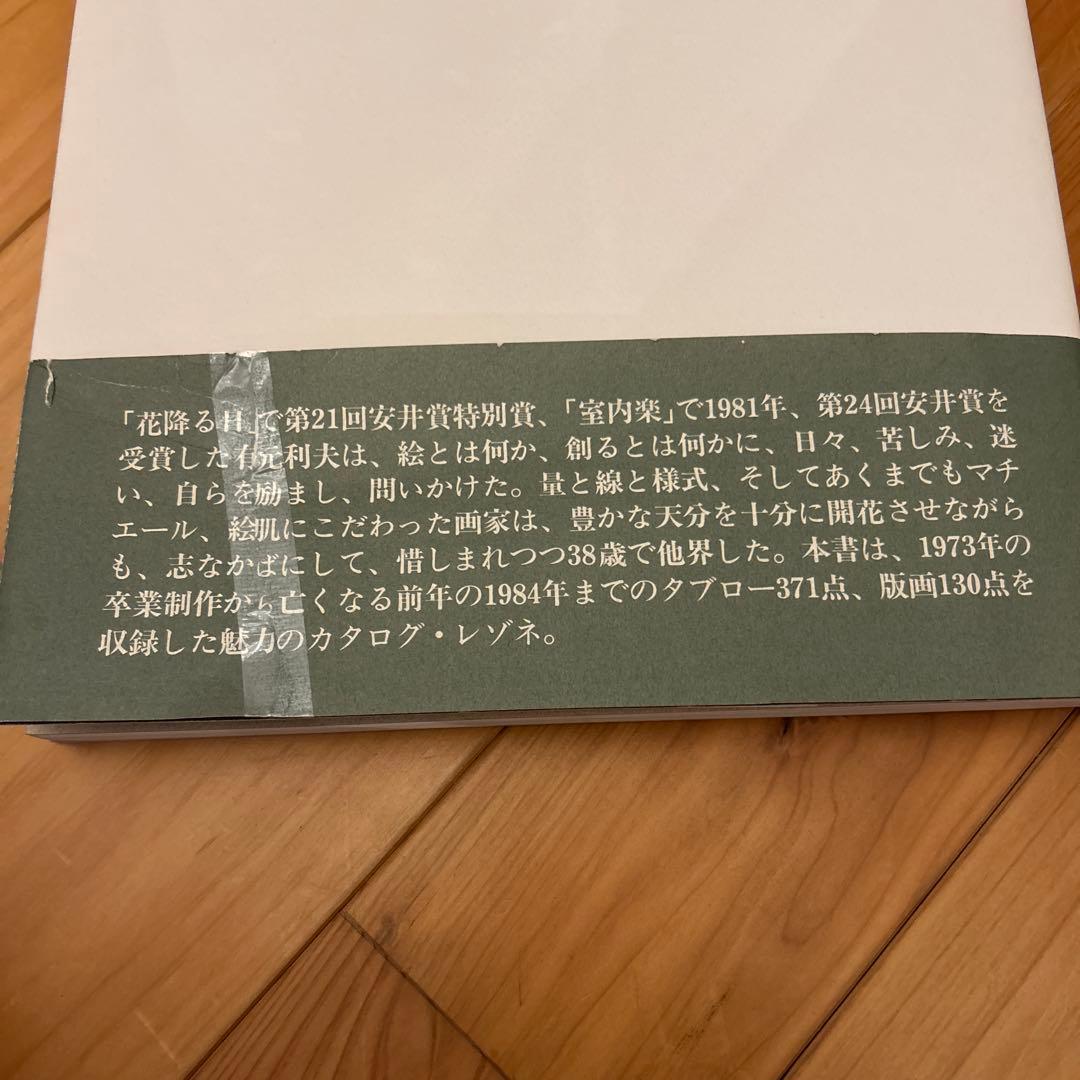 「花降る日」で第21回安井賞特別賞、「室内楽」で1981年、第24回安井賞を
受賞した有元利夫は、絵とは何か、創るとは何かに、日々、苦しみ、迷
い、自らを励まし、問いかけた。量と線と様式、そしてあくまでもマチ
エール、絵肌にこだわった画家は、豊かな天分を十分に開花させながら
も、志なかばにして、惜しまれつつ38歳で他界した。本書は、1973年の
卒業制作から亡くなる前年の1984年までのタブロー371点、版画130点を
収録した魅力のカタログ・レゾネ。